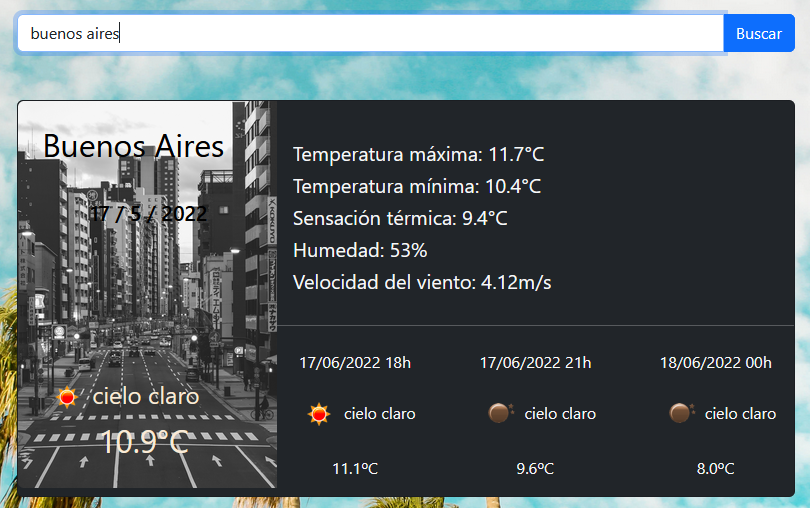 buenos aires
Buscar
Buenos Aires
17 / 5 / 2022
cielo claro
10.9°C
Temperatura máxima: 11.7°C
Temperatura mínima: 10.4°C
Sensación térmica: 9.4°C
Humedad: 53%
Velocidad del viento: 4.12m/s
17/06/2022 18h
17/06/2022 21h
18/06/2022 00h
cielo claro
cielo claro
cielo claro
11.1ºC
9.6ºC
8.0ºC